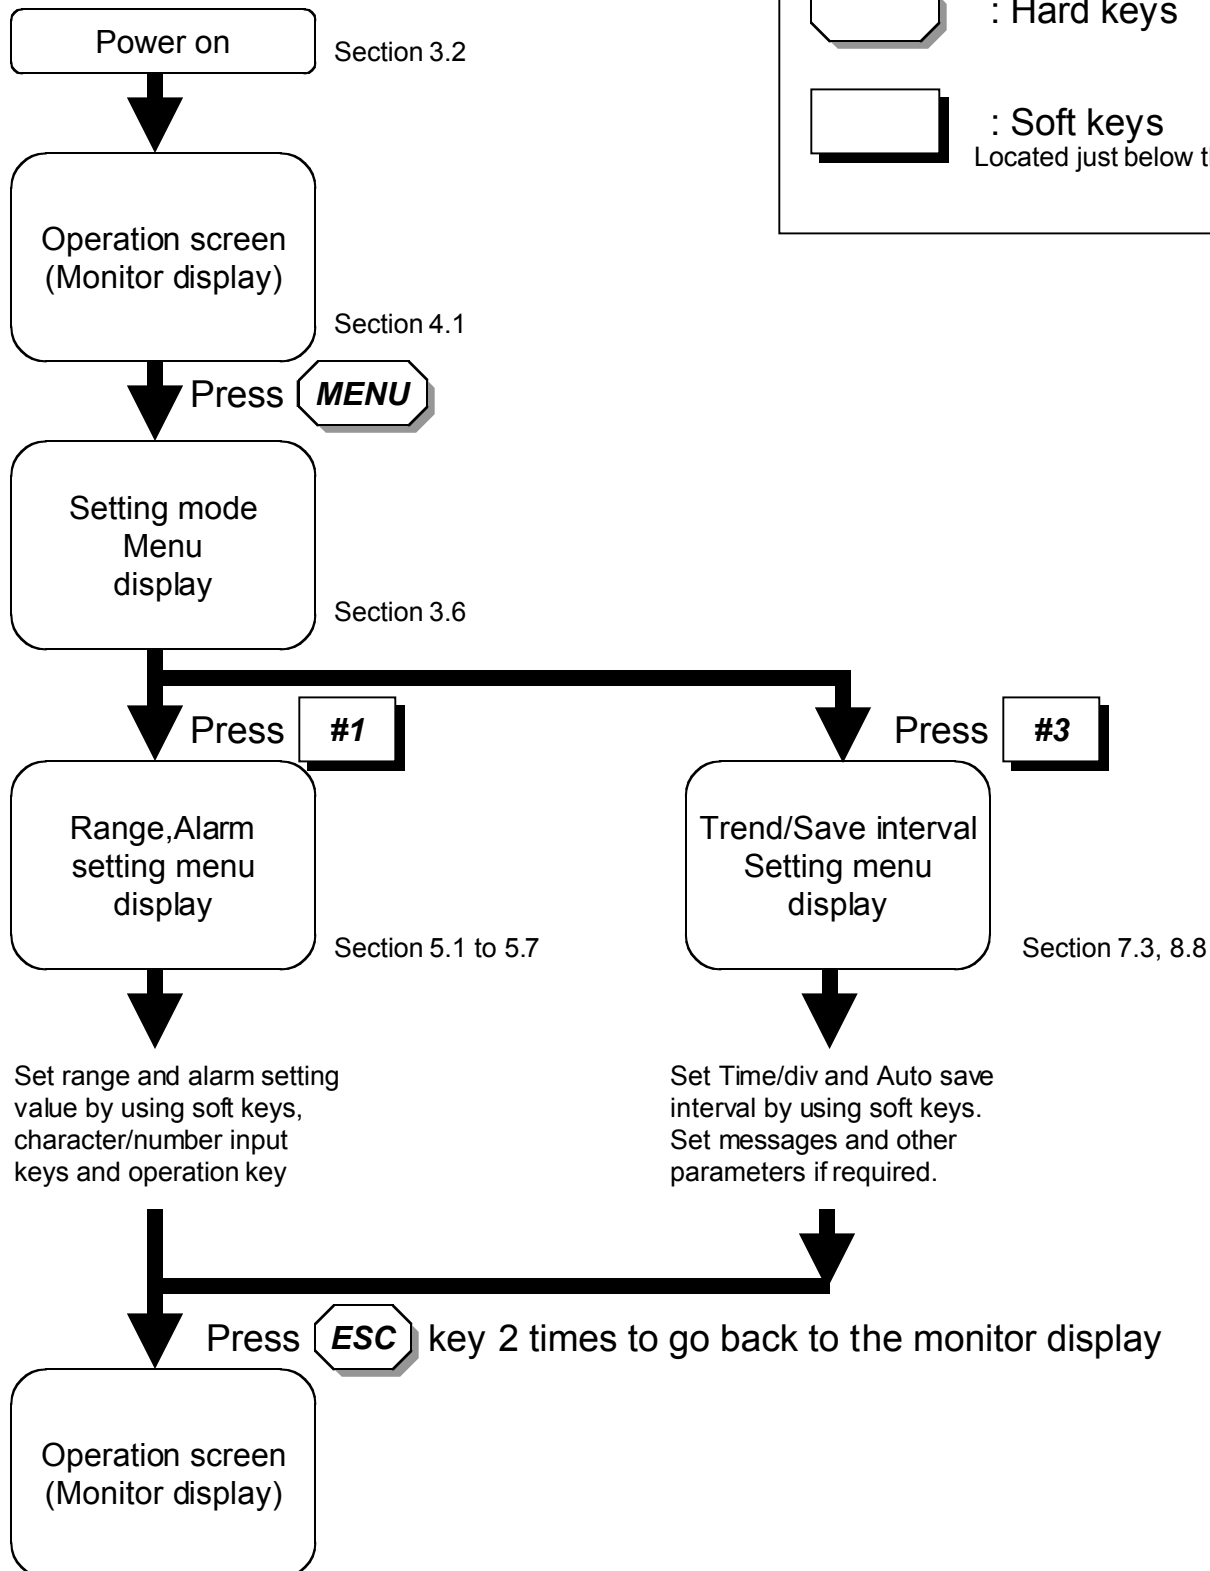 : Hard keys
: Soft keys
Located just below
Power on
Section 3.2
Operation screen
(Monitor display)
Section 4.1
Press MENU
Setting mode
Menu
display
Section 3.6
Press #1
Press #3
Range,Alarm
setting menu
display
Section 5.1 to 5.7
Trend/Save interval
Setting menu
display
Section 7.3, 8.8
Set range and alarm setting
value by using soft keys,
character/number input
keys and operation key
Set Time/div and Auto save
interval by using soft keys.
Set messages and other
parameters if required.
Press ESC key 2 times to go back to the monitor display
Operation screen
(Monitor display)